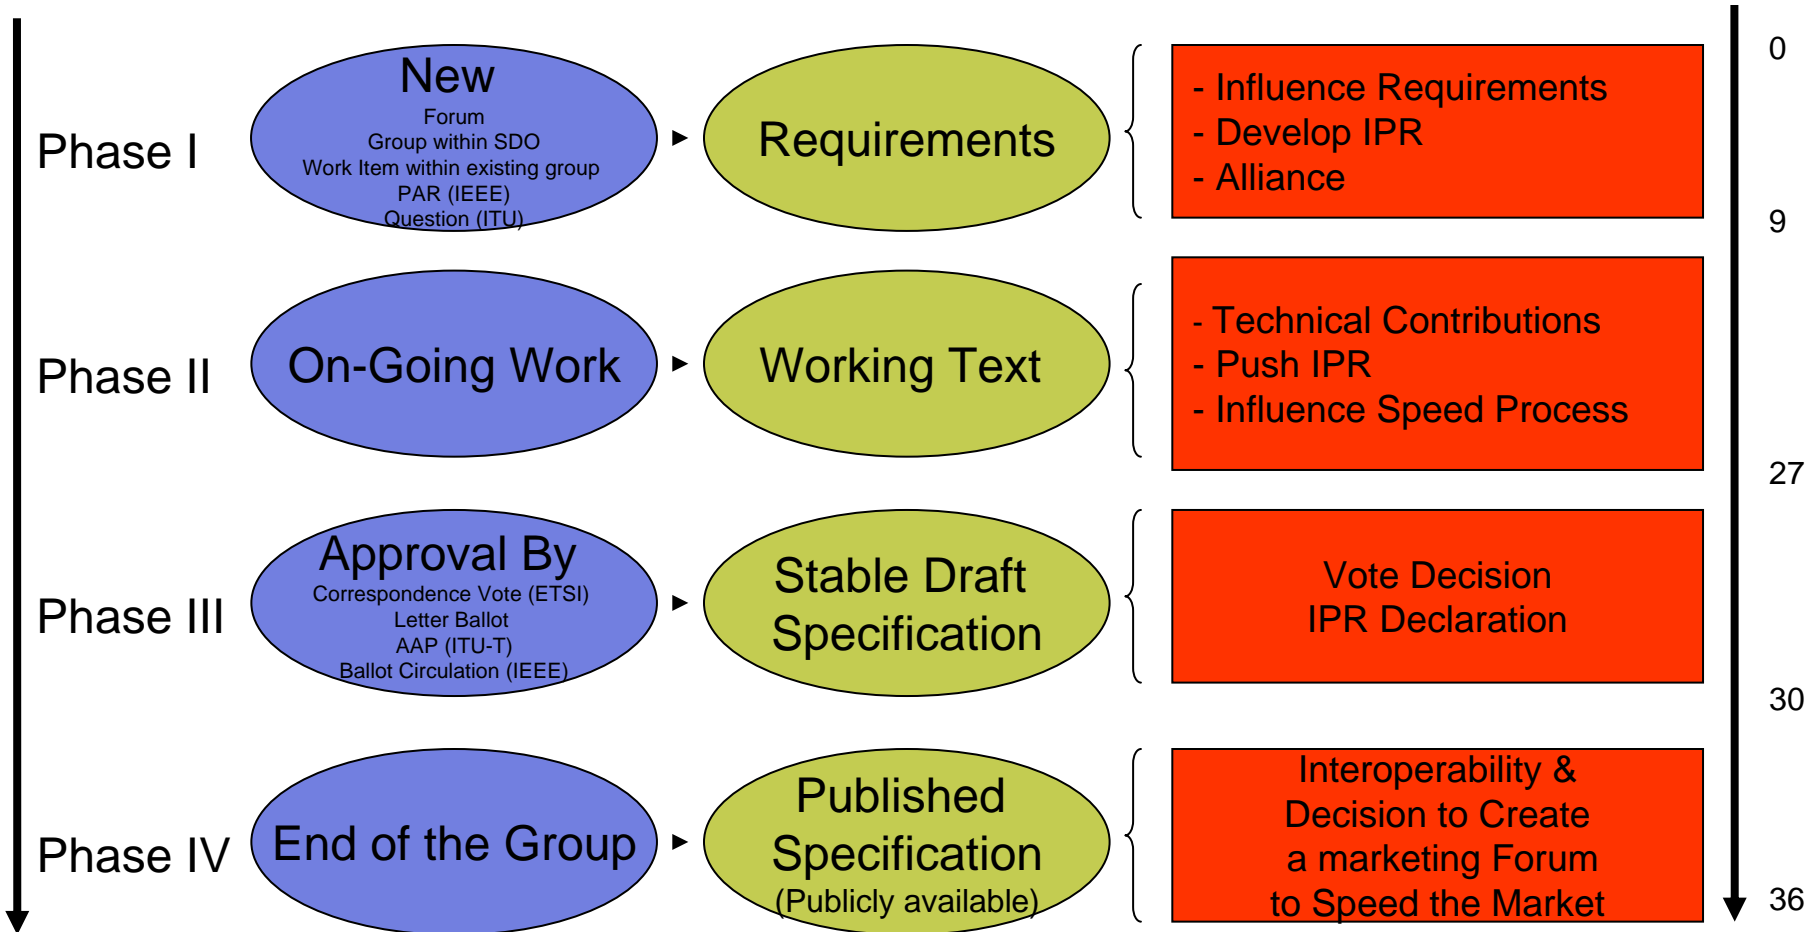 0
Phase I
New
Forum
Group within SDO
Work Item within existing group
PAR (IEEE)
Question (ITU)
Requirements
- Influence Requirements
- Develop IPR
- Alliance
9
Phase II
On-Going Work
Working Text
- Technical Contributions
- Push IPR
- Influence Speed Process
27
Phase III
Approval By
Correspondence Vote (ETSI)
Letter Ballot
AAP (ITU-T)
Ballot Circulation (IEEE)
Stable Draft
Specification
Vote Decision
IPR Declaration
30
Phase IV
End of the Group
Published
Specification
(Publicly available)
Interoperability &
Decision to Create
a marketing Forum
to Speed the Market
36